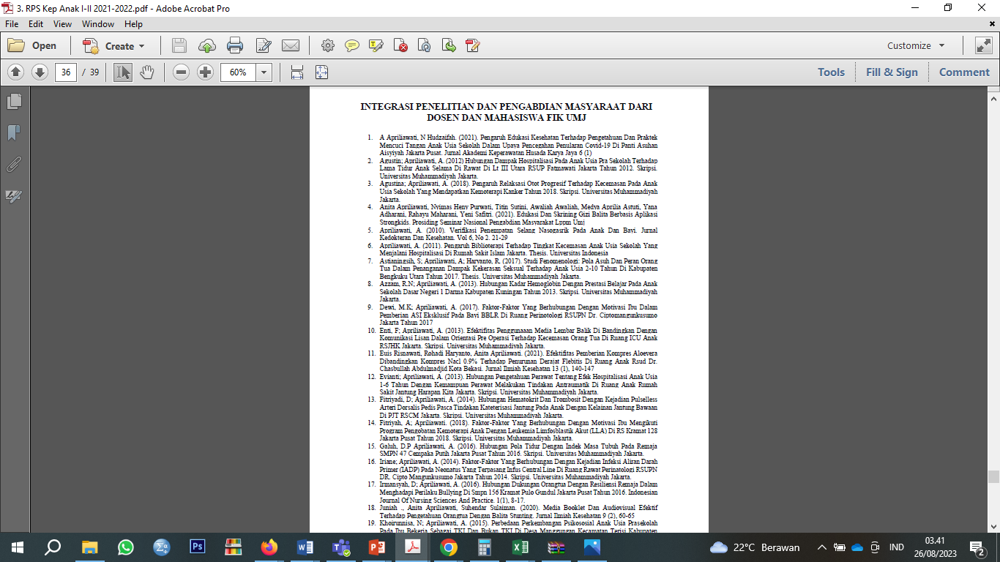 3. RPS Kep Anak I-II 2021-2022.pdf - Adobe Acrobat Pro
File Edit View Window Help
Open Create Customize
36 / 39 60% Tools Fill & Sign Comment
INTEGRASI PENELITIAN DAN PENGABDIAN MASYARAAT DARI
DOSEN DAN MAHASISWA FIK UMJ
1. A Apriliawati, N Hudzaifah. (2021). Pengaruh Edukasi Kesehatan Terhadap Pengetahuan Dan Praktek
Mencuci Tangan Anak Usia Sekolah Dalam Upaya Pencegahan Penularan Covid-19 Di Panti Asuhan
Aisyiyah Jakarta Pusat. Jurnal Akademi Keperawatan Husada Karya Jaya 6 (1)
2. Agustin; Apriliawati, A. (2012) Hubungan Dampak Hospitalisasi Pada Anak Usia Pra Sekolah Terhadap
Lama Tidur Anak Selama Di Rawat Di Lt III Utara RSUP Fatmawati Jakarta Tahun 2012. Skripsi.
Universitas Muhammadiyah Jakarta.
3. Agustina; Apriliawati, A. (2018). Pengaruh Relaksasi Otot Progresif Terhadap Kecemasan Pada Anak
Usia Sekolah Yang Mendapatkan Kemoterapi Kanker Tahun 2018. Skripsi. Universitas Muhammadiyah
Jakarta.
4. Anita Apriliawati, Nyimas Heny Purwati, Titin Sutini, Awaliah Awaliah, Medya Aprilia Astuti, Yana
Adharani, Rahayu Maharani, Yeni Safitri. (2021). Edukasi Dan Skrining Gizi Balita Berbasis Aplikasi
Strongkids. Prosiding Seminar Nasional Pengabdian Masyarakat Lppm Umj
5. Apriliawati, A. (2010). Verifikasi Penempatan Selang Nasogasrik Pada Anak Dan Bayi. Jurnal
Kedokteran Dan Kesehatan. Vol 6, No 2. 21-29
6. Apriliawati, A. (2011). Pengaruh Biblioterapi Terhadap Tingkat Kecemasan Anak Usia Sekolah Yang
Menjalani Hospitalisasi Di Rumah Sakit Islam Jakarta. Thesis. Universitas Indonesia
7. Astianingsih, S; Apriliawati, A; Haryanto, R. (2017). Studi Fenomenologi: Pola Asuh Dan Peran Orang
Tua Dalam Penanganan Dampak Kekerasan Seksual Terhadap Anak Usia 2-10 Tahun Di Kabupaten
Bengkuku Utara Tahun 2017. Thesis. Universitas Muhammadiyah Jakarta.
8. Azzam, R.N; Apriliawati, A. (2013). Hubungan Kadar Hemoglobin Dengan Prestasi Belajar Pada Anak
Sekolah Dasar Negeri 1 Darma Kabupaten Kuningan Tahun 2013. Skripsi. Universitas Muhammadiyah
Jakarta.
9. Dewi, M.K; Apriliawati, A. (2017). Faktor-Faktor Yang Berhubungan Dengan Motivasi Ibu Dalam
Pemberian ASI Eksklusif Pada Bayi BBLR Di Ruang Perinotologi RSUPN Dr. Ciptomangunkusumo
Jakarta Tahun 2017
10. Enti, F; Apriliawati, A. (2013). Efektifitas Penggunaaan Media Lembar Balik Di Bandingkan Dengan
Komunikasi Lisan Dalam Orientasi Pre Operasi Terhadap Kecemasan Orang Tua Di Ruang ICU Anak
RSJHK Jakarta. Skripsi. Universitas Muhammadiyah Jakarta.
11. Euis Risnawati, Rohadi Haryanto, Anita Apriliawati. (2021). Efektifitas Pemberian Kompres Aloevera
Dibandingkan Kompres Nacl 0.9% Terhadap Penurunan Derajat Flebitis Di Ruang Anak Rsud Dr.
Chasbullah Abdulmadjid Kota Bekasi. Jurnal Ilmiah Kesehatan 13 (1), 140-147
12. Evianti; Apriliawati, A. (2013). Hubungan Pengetahuan Perawat Tentang Efek Hospitalisasi Anak Usia
1-6 Tahun Dengan Kemampuan Perawat Melakukan Tindakan Antraumatik Di Ruang Anak Rumah
Sakit Jantung Harapan Kita Jakarta. Skripsi. Universitas Muhammadiyah Jakarta.
13. Fitriyadi, D; Apriliawati, A. (2014). Hubungan Hematokrit Dan Trombosit Dengan Kejadian Pulselless
Arteri Dorsalis Pedis Pasca Tindakan Kateterisasi Jantung Pada Anak Dengan Kelainan Jantung Bawaan
Di PJT RSCM Jakarta. Skripsi. Universitas Muhammadiyah Jakarta.
14. Fitriyah, A; Apriliawati. (2018). Faktor-Faktor Yang Berhubungan Dengan Motivasi Ibu Mengikuti
Program Pengobatan Kemoterapi Anak Dengan Leukemia Limfosblastik Akut (LLA) Di RS Kramat 128
Jakarta Pusat Tahun 2018. Skripsi. Universitas Muhammadiyah Jakarta.
15. Galuh, D.P Apriliawati, A. (2016). Hubungan Pola Tidur Dengan Indek Masa Tubuh Pada Remaja
SMPN 47 Cempaka Putih Jakarta Pusat Tahun 2016. Skripsi. Universitas Muhammadiyah Jakarta.
16. Iriane; Apriliawati, A. (2014). Faktor-Faktor Yang Berhubungan Dengan Kejadian Infeksi Aliran Darah
Primer (IADP) Pada Neonatus Yang Terpasang Infus Central Line Di Ruang Rawat Perinatologi RSUPN
DR. Cipto Mangunkusumo Jakarta Tahun 2014. Skripsi. Universitas Muhammadiyah Jakarta.
17. Irmansyah, D; Apriliawati, A. (2016). Hubungan Dukungan Orangtua Dengan Resiliensi Remaja Dalam
Menghadapi Perilaku Bullying Di Smpn 156 Kramat Pulo Gundul Jakarta Pusat Tahun 2016. Indonesian
Journal Of Nursing Sciences And Practice. 1(1), 8-17.
18. Juniah ., Anita Apriliawati, Suhendar Sulaiman. (2020). Media Booklet Dan Audiovisual Efektif
Terhadap Pengetahuan Orangtua Dengan Balita Stunting. Jurnal Ilmiah Kesehatan 9 (2), 60-65
19. Khoirunnisa, N; Apriliawati, A. (2015). Perbedaan Perkembangan Psikososial Anak Usia Prasekolah
Pada Ibu Bekerja Sebagai TKI Dan Bukan TKI Di Desa Manggungan Kecamatan Terisi Kabupaten
22°C Berawan IND 03.41
26/08/2023
2